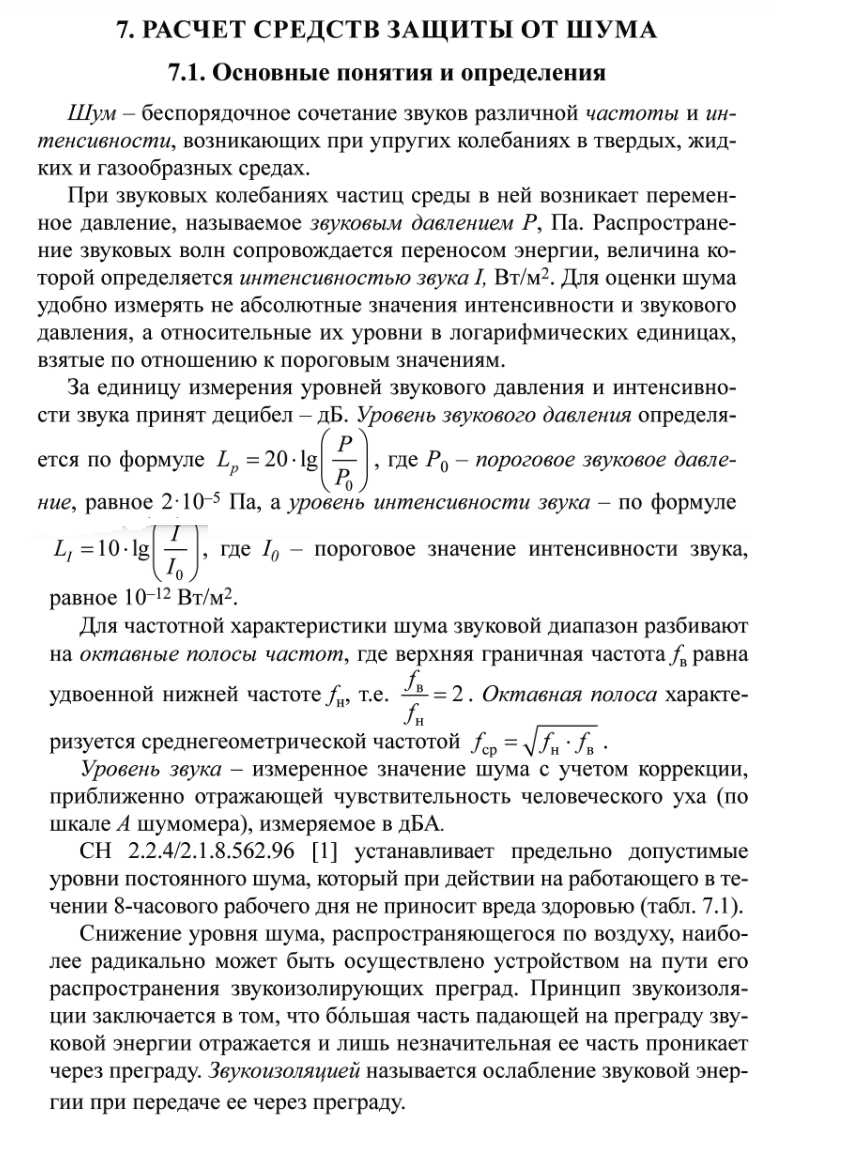 7. РАСЧЕТ СРЕДСТВ ЗАЩИТЫ ОТ ШУМА
7.1. Основные понятия и определения
Шум – беспорядочное сочетание звуков различной частоты и ин-
тенсивности, возникающих при упругих колебаниях в твердых, жид-
ких и газообразных средах.
При звуковых колебаниях частиц среды в ней возникает перемен-
ное давление, называемое звуковым давлением P, Па. Распростране-
ние звуковых волн сопровождается переносом энергии, величина ко-
торой определяется интенсивностью звука I, Вт/м². Для оценки шума
удобно измерять не абсолютные значения интенсивности и звукового
давления, а относительные их уровни в логарифмических единицах,
взятые по отношению к пороговым значениям.
За единицу измерения уровней звукового давления и интенсивно-
сти звука принят децибел – дБ. Уровень звукового давления определя-
ется по формуле L_p = 20·lg(P/P₀), где P₀ – пороговое звуковое давле-
ние, равное 2·10⁻⁵ Па, а уровень интенсивности звука – по формуле
L_I = 10·lg(I/I₀), где I₀ – пороговое значение интенсивности звука,
равное 10⁻¹² Вт/м².
Для частотной характеристики шума звуковой диапазон разбивают
на октавные полосы частот, где верхняя граничная частота f_в равна
удвоенной нижней частоте f_н, т.е. f_в/f_н = 2. Октавная полоса характе-
ризуется среднегеометрической частотой f_ср = √(f_н · f_в).
Уровень звука – измеренное значение шума с учетом коррекции,
приближенно отражающей чувствительность человеческого уха (по
шкале А шумомера), измеряемое в дБА.
СН 2.2.4/2.1.8.562.96 [1] устанавливает предельно допустимые
уровни постоянного шума, который при действии на работающего в те-
чении 8-часового рабочего дня не приносит вреда здоровью (табл. 7.1).
Снижение уровня шума, распространяющегося по воздуху, наибо-
лее радикально может быть осуществлено устройством на пути его
распространения звукоизолирующих преград. Принцип звукоизоля-
ции заключается в том, что бо́льшая часть падающей на преграду зву-
ковой энергии отражается и лишь незначительная ее часть проникает
через преграду. Звукоизоляцией называется ослабление звуковой энер-
гии при передаче ее через преграду.